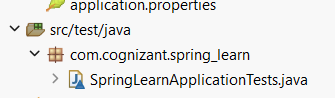 application.properties
src/test/java
com.cognizant.spring_learn
SpringLearnApplicationTests.java